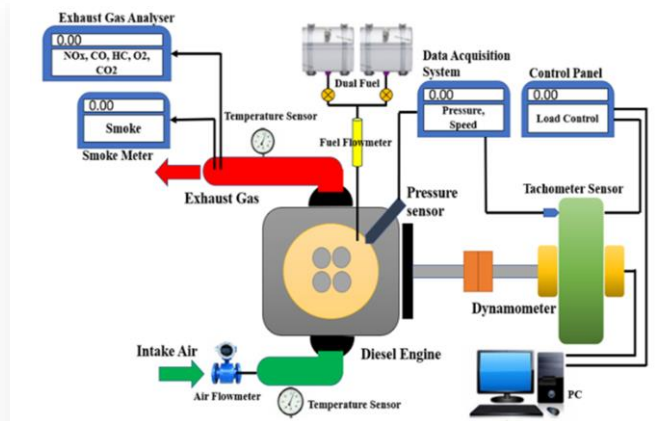 Exhaust Gas Analyser
0.00
NOx, CO, HC, O2,
CO2
0.00
Smoke
Smoke Meter
Temperature Sensor
Dual Fuel
Fuel Flowmeter
Data Acquisition
System
0.00
Pressure,
Speed
Control Panel
0.00
Load Control
Exhaust Gas
Pressure
sensor
Tachometer Sensor
Dynamometer
Intake Air
Diesel Engine
Air Flowmeter
Temperature Sensor
PC